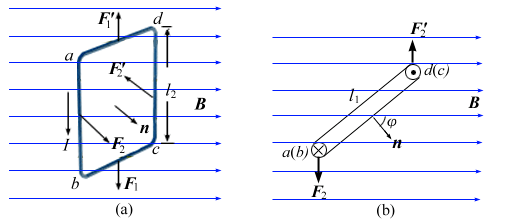 F₁′
d
a
F₂′
l₂
B
I
F₂
n
c
b
F₁
(a)
F₂′
d(c)
l₁
B
φ
n
a(b)
F₂
(b)